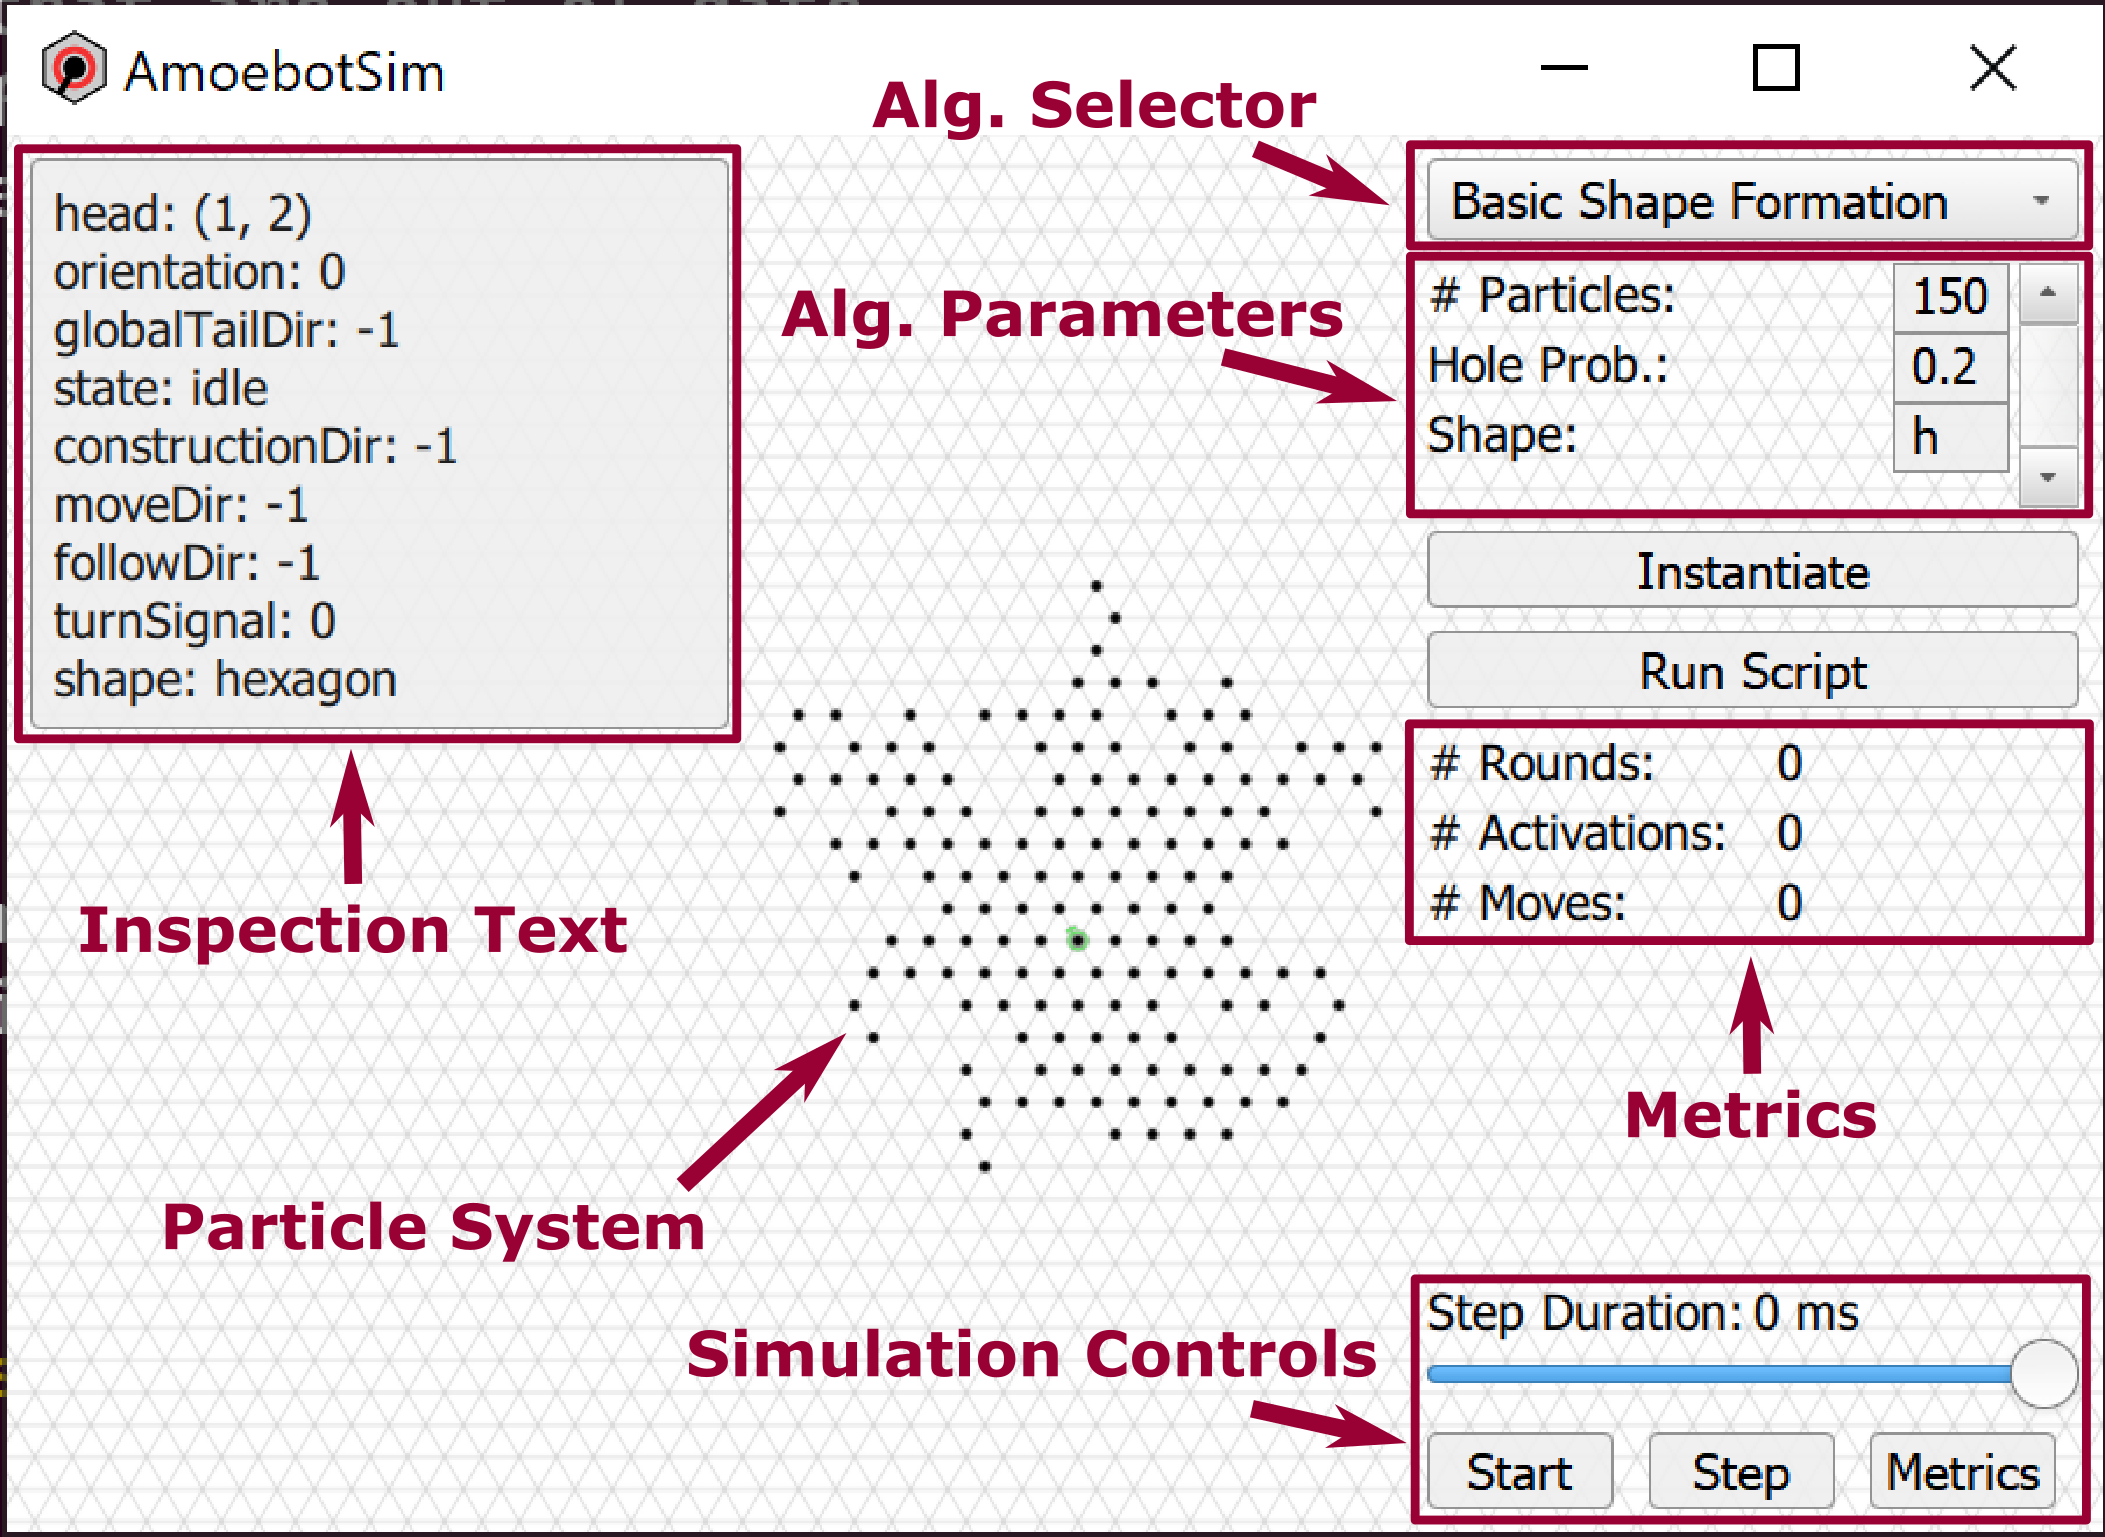 AmoebotSim
Alg. Selector
head: (1, 2)
orientation: 0
globalTailDir: -1
state: idle
constructionDir: -1
moveDir: -1
followDir: -1
turnSignal: 0
shape: hexagon
Basic Shape Formation
Alg. Parameters
# Particles: 150
Hole Prob.: 0.2
Shape: h
Instantiate
Run Script
# Rounds: 0
# Activations: 0
# Moves: 0
Inspection Text
Metrics
Particle System
Simulation Controls
Step Duration: 0 ms
Start Step Metrics